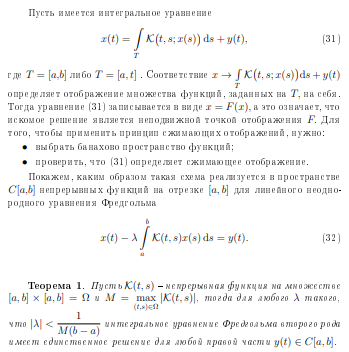 Пусть имеется интегральное уравнение
x(t) = ∫_T K(t, s; x(s)) ds + y(t), (31)
где T = [a,b] либо T = [a,t] . Соответствие x → ∫_T K(t, s; x(s))ds + y(t)
определяет отображение множества функций, заданных на T, на себя.
Тогда уравнение (31) записывается в виде x = F(x), а это означает, что
искомое решение является неподвижной точкой отображения F. Для
того, чтобы применить принцип сжимающих отображений, нужно:
• выбрать банахово пространство функций;
• проверить, что (31) определяет сжимающее отображение.
Покажем, каким образом такая схема реализуется в пространстве
C[a,b] непрерывных функций на отрезке [a, b] для линейного неодно-
родного уравнения Фредгольма
x(t) − λ ∫_a^b K(t, s)x(s) ds = y(t). (32)
Теорема 1. Пусть K(t, s) – непрерывная функция на множестве
[a, b] × [a, b] = Ω и M = max_{(t,s)∈Ω} |K(t, s)|, тогда для любого λ такого,
что |λ| < 1/(M(b − a)) интегральное уравнение Фредгольма второго рода
имеет единственное решение для любой правой части y(t) ∈ C[a, b].